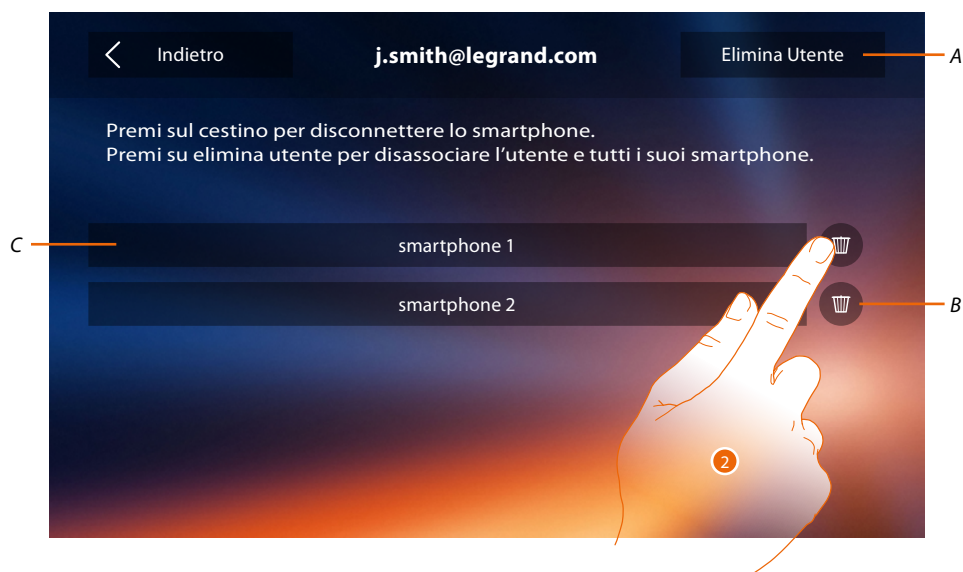 Indietro
j.smith@legrand.com
Elimina Utente
A
Premi sul cestino per disconnettere lo smartphone.
Premi su elimina utente per disassociare l'utente e tutti i suoi smartphone.
C
smartphone 1
smartphone 2
B
2